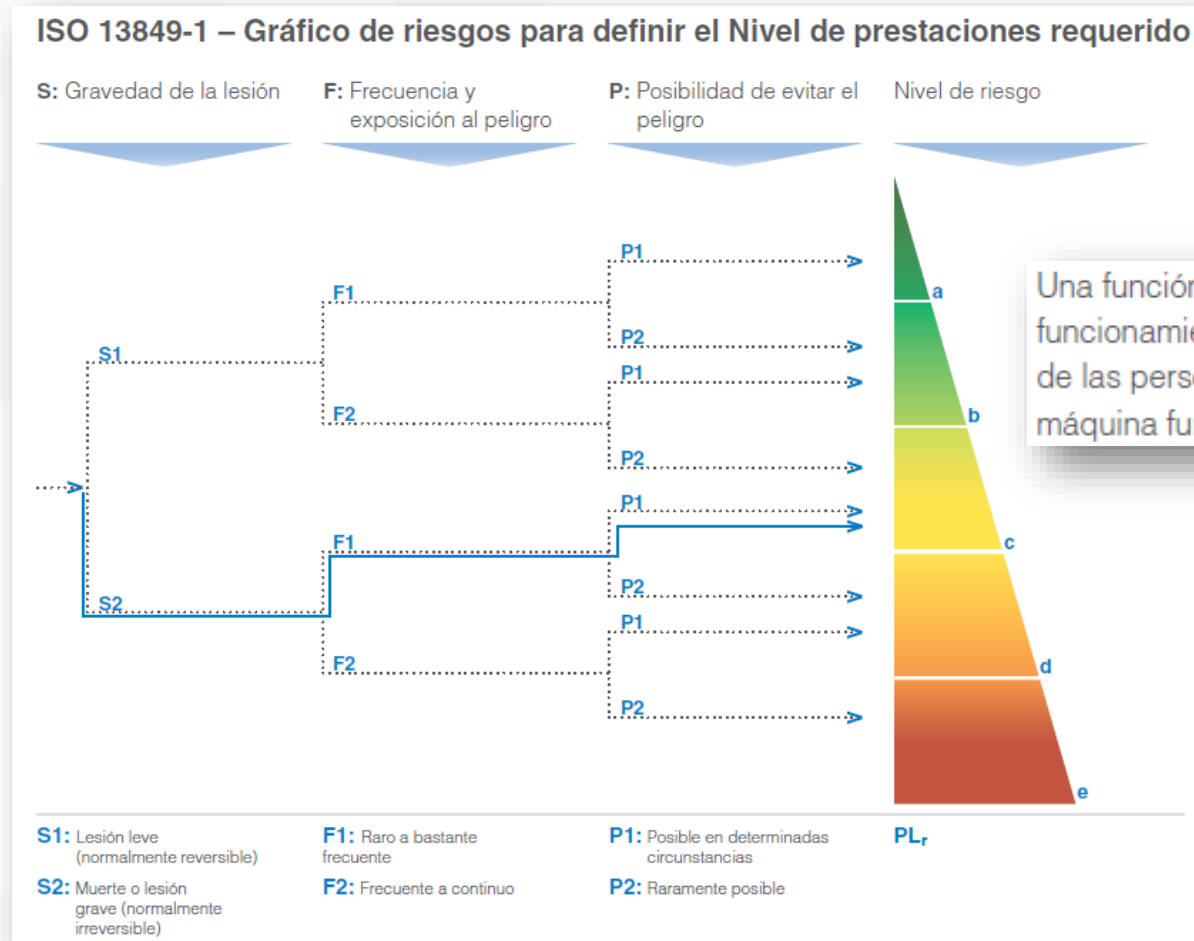 ISO 13849-1 – Gráfico de riesgos para definir el Nivel de prestaciones requerido
S: Gravedad de la lesión
F: Frecuencia y
exposición al peligro
P: Posibilidad de evitar el
peligro
Nivel de riesgo
P1
F1
a
Una función
P2
funcionamie
S1
P1
de las perso
F2
b
máquina fu
P2
P1
F1
c
P2
S2
P1
F2
d
P2
e
S1: Lesión leve
(normalmente reversible)
S2: Muerte o lesión
grave (normalmente
irreversible)
F1: Raro a bastante
frecuente
F2: Frecuente a continuo
P1: Posible en determinadas
circunstancias
P2: Raramente posible
PLr